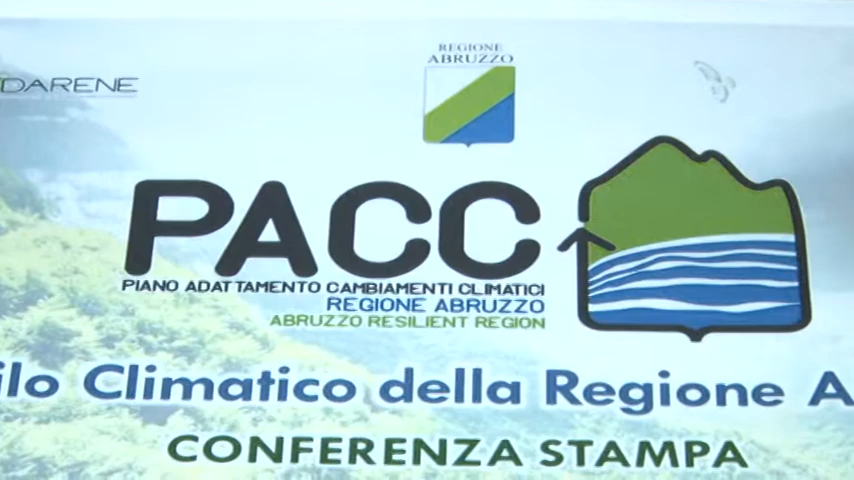 DARENE
REGIONE
ABRUZZO
PACC
PIANO ADATTAMENTO CAMBIAMENTI CLIMATICI
REGIONE ABRUZZO
ABRUZZO RESILIENT REGION
ilo Climatico della Regione A
CONFERENZA STAMPA